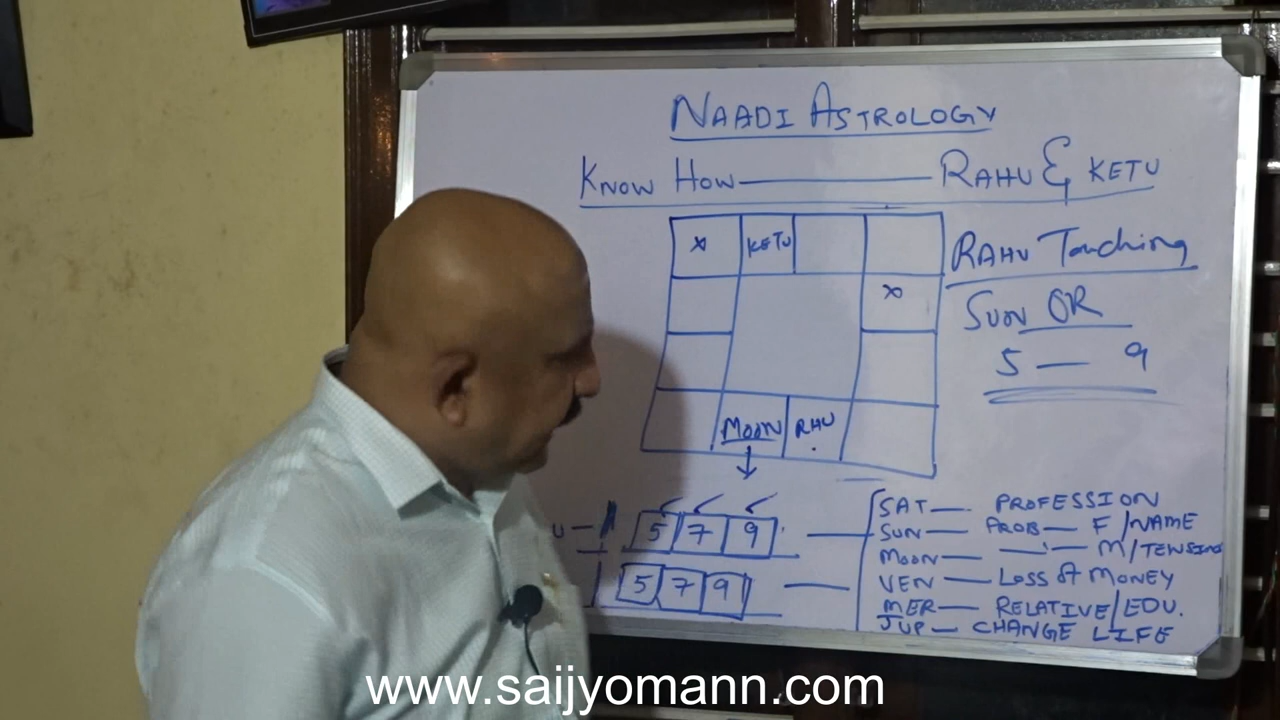 NAADI ASTROLOGY
KNOW HOW — RAHU & KETU
x KETU
RAHU Touching
x
SUN OR
5 — 9
MOON RHU
5 7 9
5 7 9
SAT — PROFESSION
SUN — PROB — F/NAME
MOON — M/TENSION
VEN — LOSS OF MONEY
MER — RELATIVE/EDU.
JUP — CHANGE LIFE
www.saijyomann.com